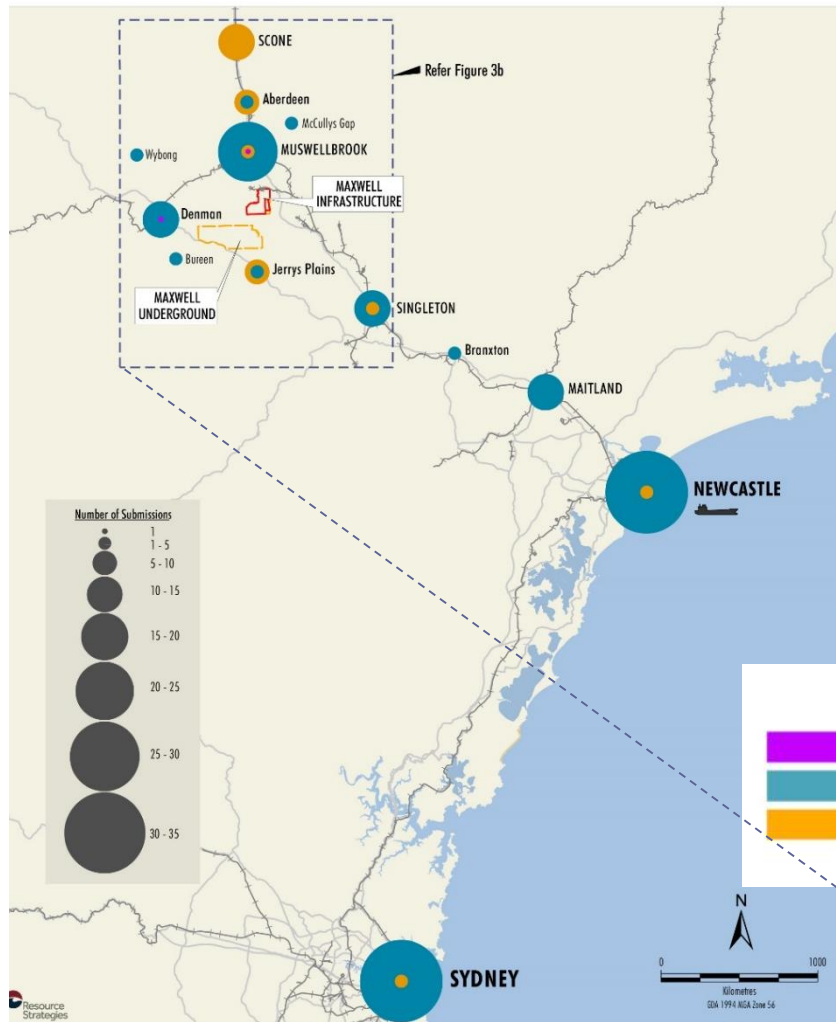 SCONE
Refer Figure 3b
Aberdeen
McCullys Gap
MUSWELLBROOK
Wybong
MAXWELL
INFRASTRUCTURE
Denman
Bureen
Jerrys Plains
MAXWELL
UNDERGROUND
SINGLETON
Branxton
MAITLAND
NEWCASTLE
Number of Submissions
1
1 - 5
5 - 10
10 - 15
15 - 20
20 - 25
25 - 30
30 - 35
N
0 1000
Kilometres
GDA 1994 MGA Zone 56
SYDNEY
Resource
Strategies